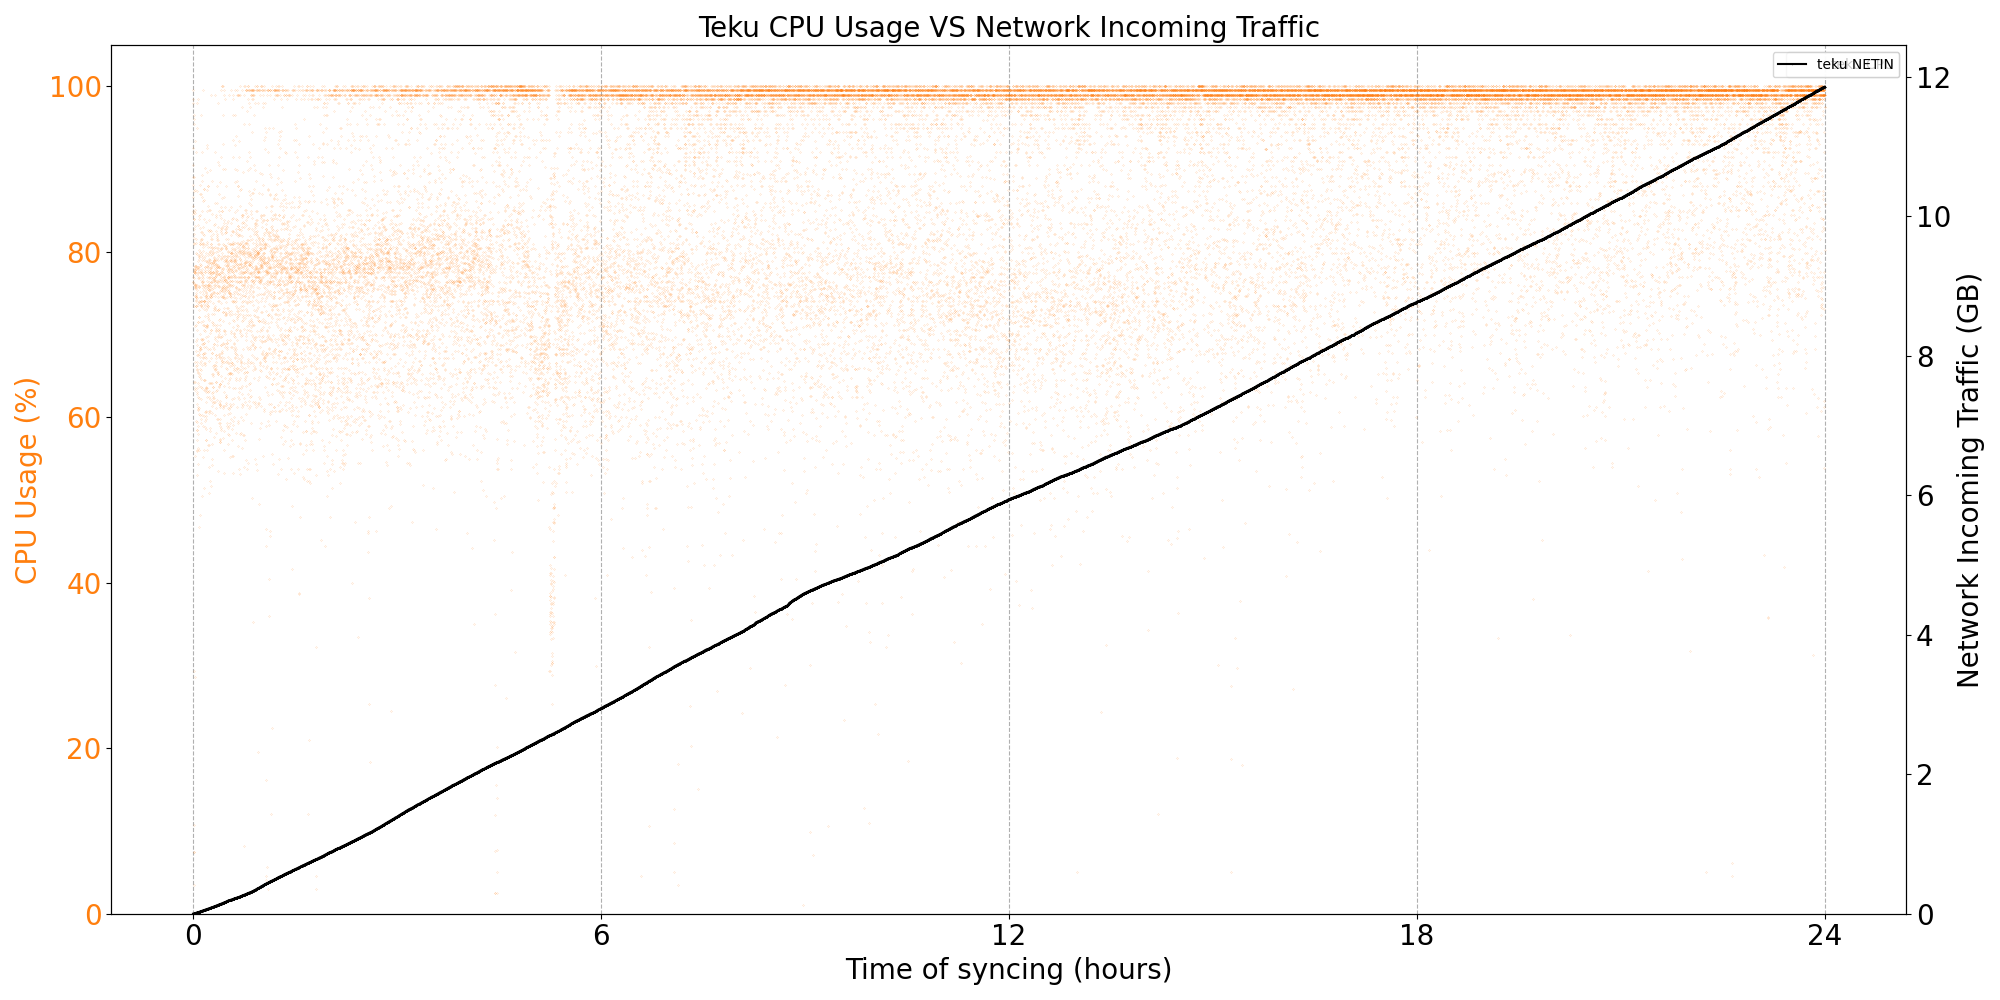 Teku CPU Usage VS Network Incoming Traffic
teku NETIN
CPU Usage (%)
100
80
60
40
20
0
Network Incoming Traffic (GB)
12
10
8
6
4
2
0
0 6 12 18 24
Time of syncing (hours)